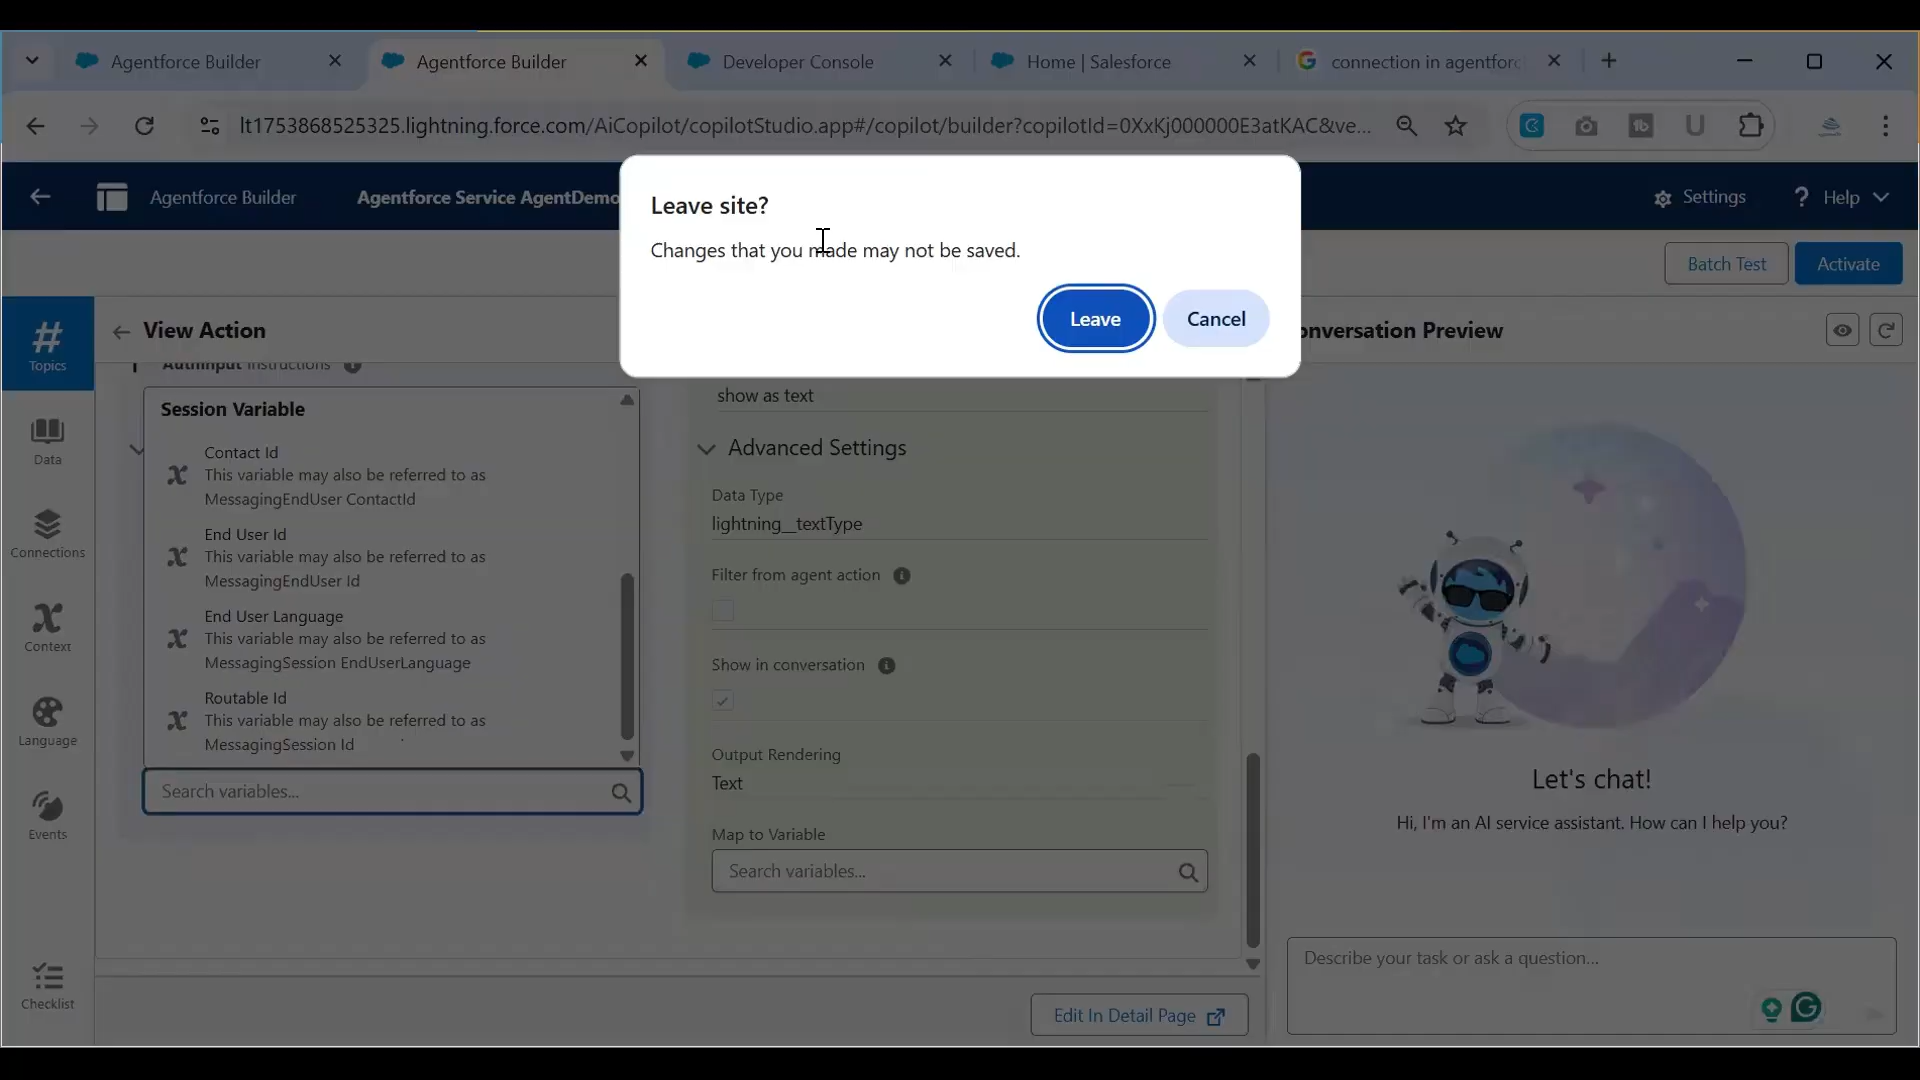 Agentforce Builder
Agentforce Builder
Developer Console
Home | Salesforce
connection in agentforc
lt1753868525325.lightning.force.com/AiCopilot/copilotStudio.app#/copilot/builder?copilotId=0XxKj000000E3atKAC&ve...
Leave site?
Changes that you made may not be saved.
Leave
Cancel
Agentforce Builder
Agentforce Service AgentDemo
Settings
Help
Batch Test
Activate
Topics
Data
Connections
Context
Language
Events
Checklist
View Action
AuthInput Instructions
Session Variable
Contact Id
This variable may also be referred to as
MessagingEndUser ContactId
End User Id
This variable may also be referred to as
MessagingEndUser Id
End User Language
This variable may also be referred to as
MessagingSession EndUserLanguage
Routable Id
This variable may also be referred to as
MessagingSession Id
Search variables...
show as text
Advanced Settings
Data Type
lightning__textType
Filter from agent action
Show in conversation
Output Rendering
Text
Map to Variable
Search variables...
Edit In Detail Page
onversation Preview
Let's chat!
Hi, I'm an AI service assistant. How can I help you?
Describe your task or ask a question...